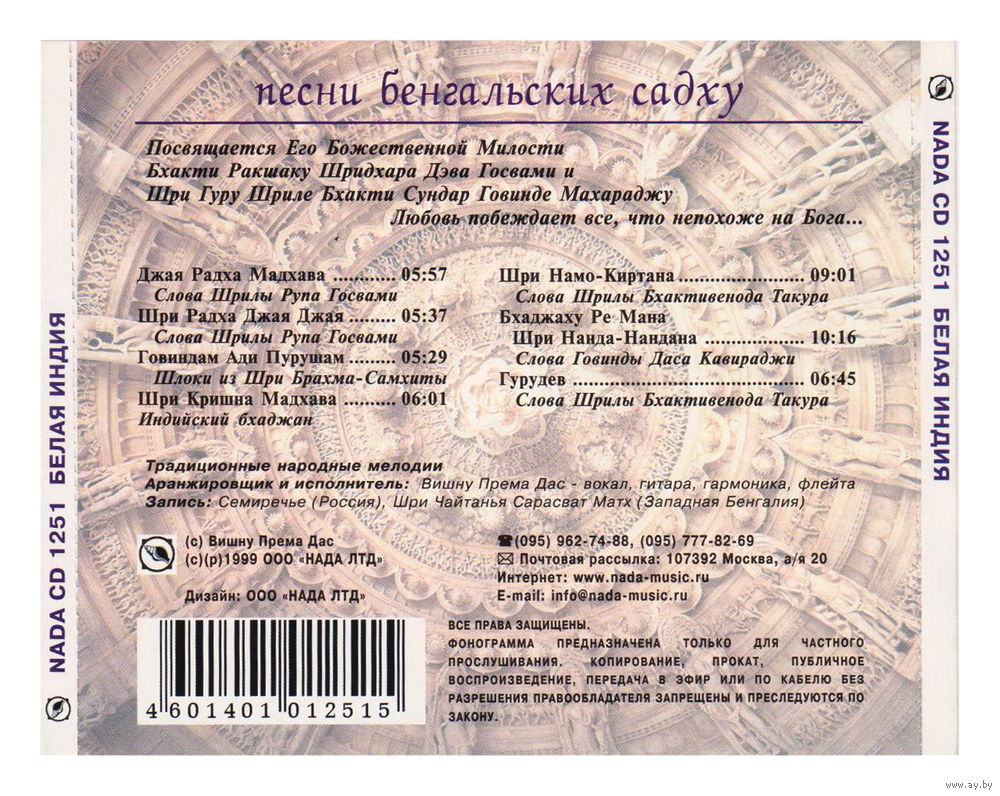 песни бенгальских садху
Посвящается Его Божественной Милости
Бхакти Ракшаку Шридхара Дэва Госвами и
Шри Гуру Шриле Бхакти Сундар Говинде Махараджу
Любовь побеждает все, что непохоже на Бога...
Джая Радха Мадхава ............ 05:57
Слова Шрилы Рупа Госвами
Шри Радха Джая Джая ......... 05:37
Слова Шрилы Рупа Госвами
Говиндам Ади Пурушам ......... 05:29
Шлоки из Шри Брахма-Самхиты
Шри Кришна Мадхава .......... 06:01
Индийский бхаджан
Шри Намо-Киртана ........................ 09:01
Слова Шрилы Бхактивенода Такура
Бхаджаху Ре Мана
Шри Нанда-Нандана ........................ 10:16
Слова Говинды Даса Кавираджи
Гурудев ............................................ 06:45
Слова Шрилы Бхактивенода Такура
Традиционные народные мелодии
Аранжировщик и исполнитель: Вишну Према Дас - вокал, гитара, гармоника, флейта
Запись: Семиречье (Россия), Шри Чайтанья Сарасват Матх (Западная Бенгалия)
(с) Вишну Према Дас
(с)(р)1999 ООО «НАДА ЛТД»
Дизайн: ООО «НАДА ЛТД»
☎(095) 962-74-88, (095) 777-82-69
✉ Почтовая рассылка: 107392 Москва, а/я 20
Интернет: www.nada-music.ru
E-mail: info@nada-music.ru
ВСЕ ПРАВА ЗАЩИЩЕНЫ.
ФОНОГРАММА ПРЕДНАЗНАЧЕНА ТОЛЬКО ДЛЯ ЧАСТНОГО
ПРОСЛУШИВАНИЯ. КОПИРОВАНИЕ, ПРОКАТ, ПУБЛИЧНОЕ
ВОСПРОИЗВЕДЕНИЕ, ПЕРЕДАЧА В ЭФИР ИЛИ ПО КАБЕЛЮ БЕЗ
РАЗРЕШЕНИЯ ПРАВООБЛАДАТЕЛЯ ЗАПРЕЩЕНЫ И ПРЕСЛЕДУЮТСЯ ПО
ЗАКОНУ.
4 601401 012515
NADA CD 1251 БЕЛАЯ ИНДИЯ
NADA CD 1251 БЕЛАЯ ИНДИЯ
www.ay.by